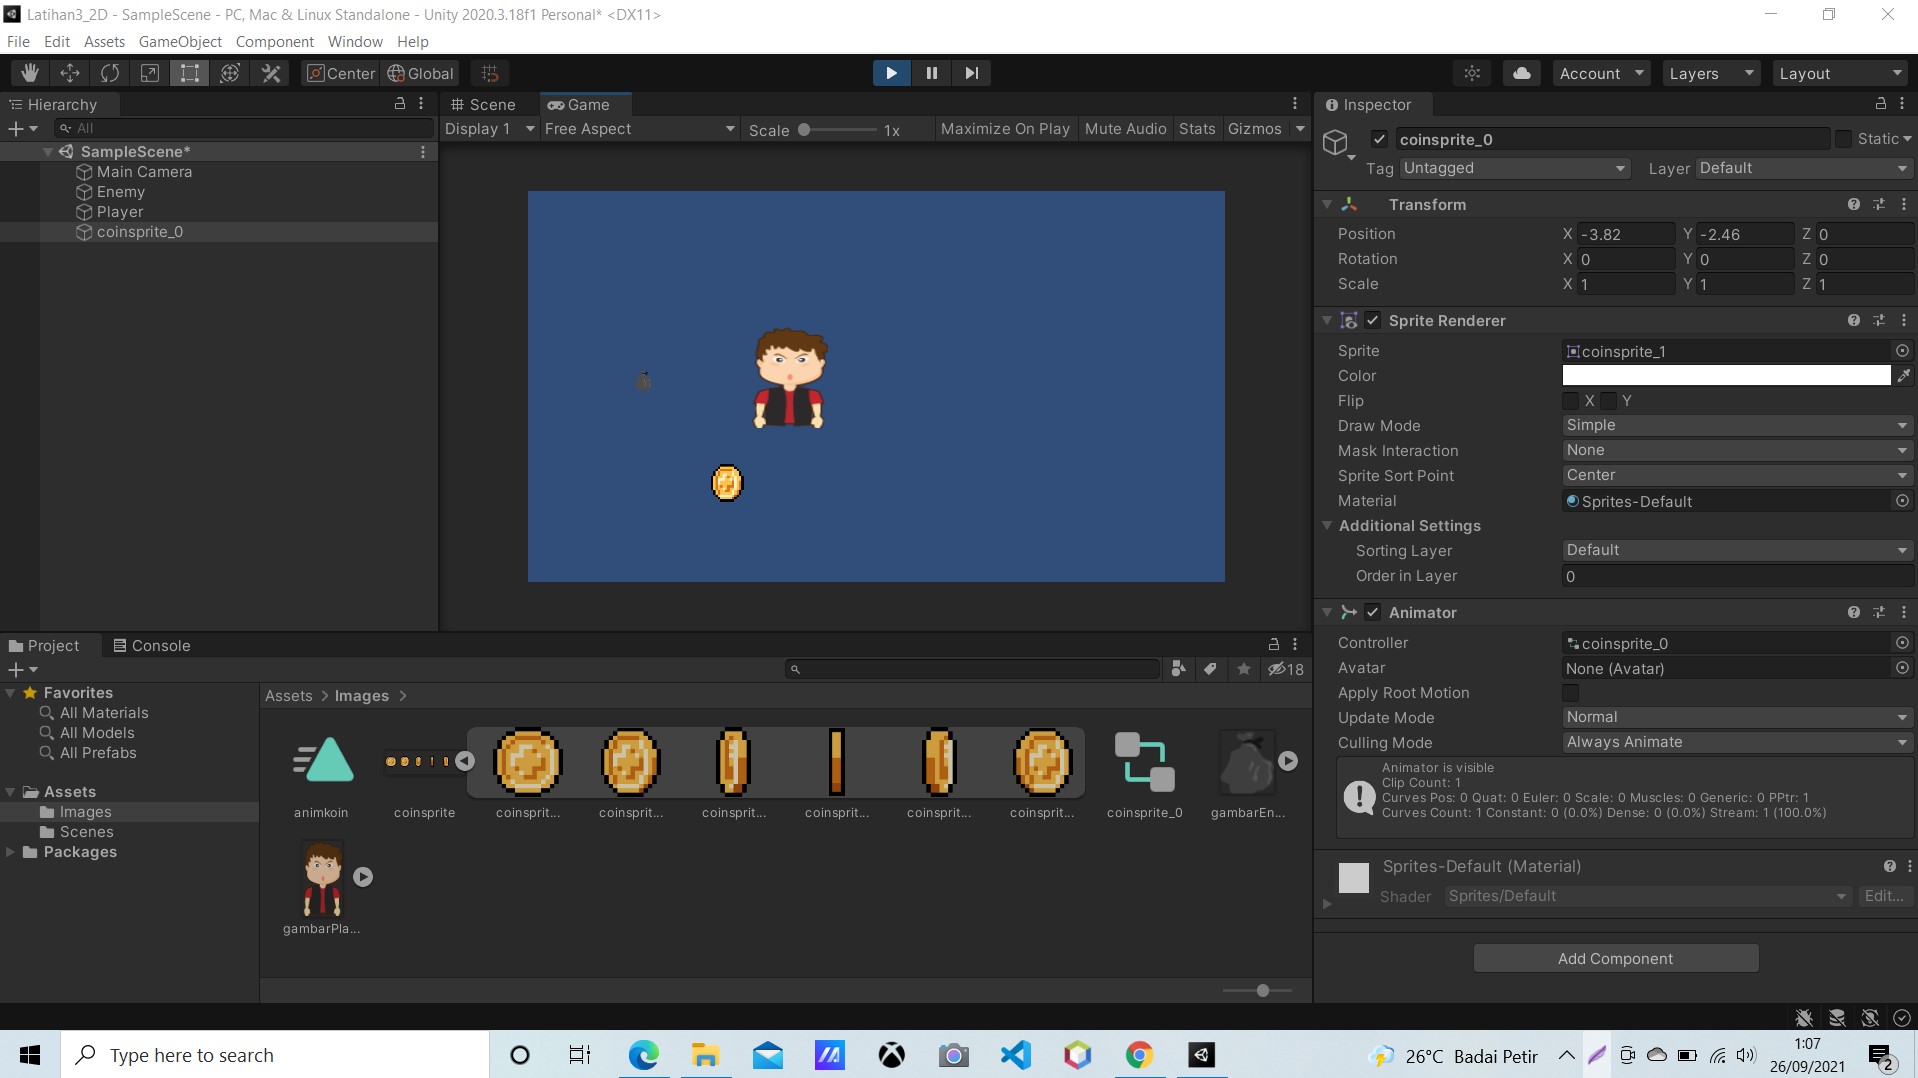 Latihan3_2D - SampleScene - PC, Mac & Linux Standalone - Unity 2020.3.18f1 Personal* <DX11>
File Edit Assets GameObject Component Window Help
Center Global Account Layers Layout
Hierarchy
All
SampleScene*
Main Camera
Enemy
Player
coinsprite_0
Scene Game
Display 1 Free Aspect Scale 1x Maximize On Play Mute Audio Stats Gizmos
Inspector
coinsprite_0 Static
Tag Untagged Layer Default
Transform
Position X -3.82 Y -2.46 Z 0
Rotation X 0 Y 0 Z 0
Scale X 1 Y 1 Z 1
Sprite Renderer
Sprite coinsprite_1
Color
Flip X Y
Draw Mode Simple
Mask Interaction None
Sprite Sort Point Center
Material Sprites-Default
Additional Settings
Sorting Layer Default
Order in Layer 0
Animator
Controller coinsprite_0
Avatar None (Avatar)
Apply Root Motion
Update Mode Normal
Culling Mode Always Animate
Animator is visible
Clip Count: 1
Curves Pos: 0 Quat: 0 Euler: 0 Scale: 0 Muscles: 0 Generic: 0 PPtr: 1
Curves Count: 1 Constant: 0 (0.0%) Dense: 0 (0.0%) Stream: 1 (100.0%)
Sprites-Default (Material)
Shader Sprites/Default Edit...
Add Component
Project Console
18
Favorites
All Materials
All Models
All Prefabs
Assets
Images
Scenes
Packages
Assets > Images >
animkoin coinsprite coinsprit... coinsprit... coinsprit... coinsprit... coinsprit... coinsprit... coinsprite_0 gambarEn...
gambarPla...
Type here to search
26°C Badai Petir
1:07
26/09/2021
2